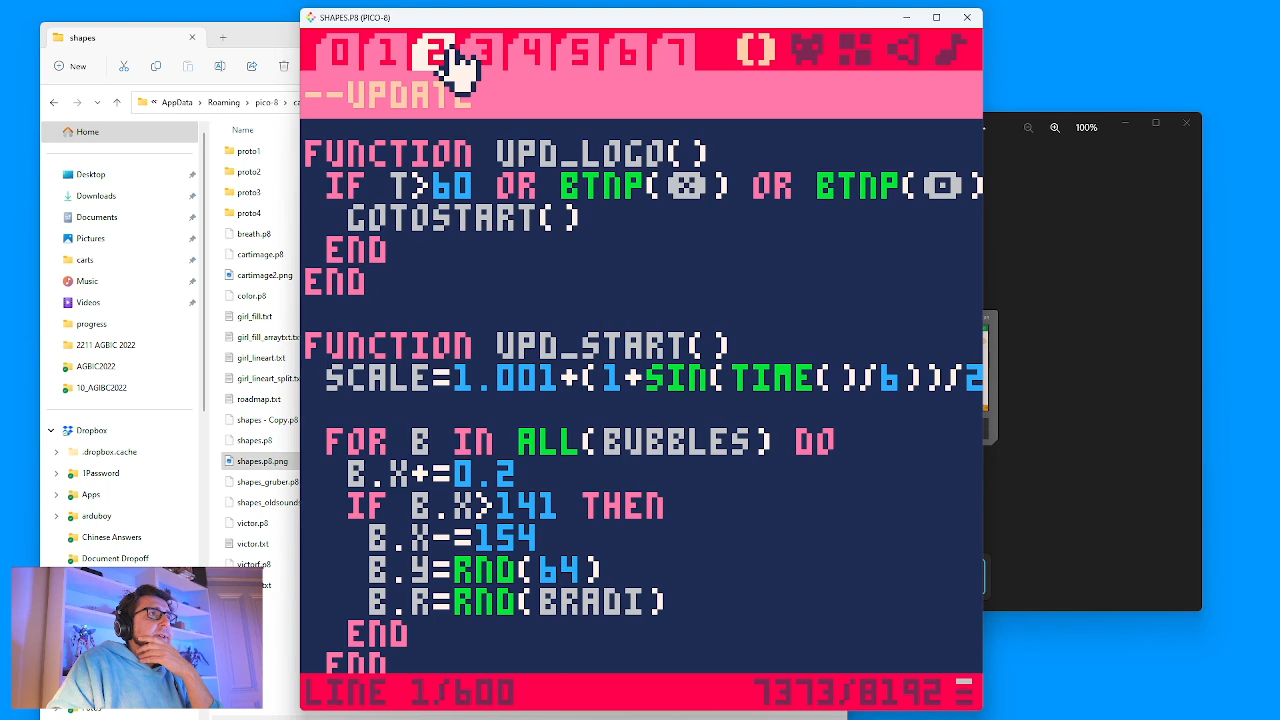 shapes
SHAPES.P8 (PICO-8)
New
AppData > Roaming > pico-8 >
Home
Desktop
Downloads
Documents
Pictures
carts
Music
Videos
progress
2211 AGBIC 2022
AGBIC2022
10_AGBIC2022
Dropbox
.dropbox.cache
1Password
Apps
arduboy
Chinese Answers
Document Dropoff
Name
proto1
proto2
proto3
proto4
breath.p8
cartimage.p8
cartimage2.png
color.p8
girl_fill.txt
girl_fill_arraytxt.txt
girl_lineart.txt
girl_lineart_split.txt
roadmap.txt
shapes - Copy.p8
shapes.p8
shapes.p8.png
shapes_gruber.p8
victor.p8
victor.txt
0 1 2 3 4 5 6 7 ()
--UPDATE
FUNCTION UPD_LOGO()
IF T>60 OR BTNP(❎) OR BTNP(🅾️)
GOTOSTART()
END
END
FUNCTION UPD_START()
SCALE=1.001+(1+SIN(TIME()/6))/2
FOR B IN ALL(BUBBLES) DO
B.X+=0.2
IF B.X>141 THEN
B.X-=154
B.Y=RND(64)
B.R=RND(BRADI)
END
END
LINE 1/600
7373/8192
100%